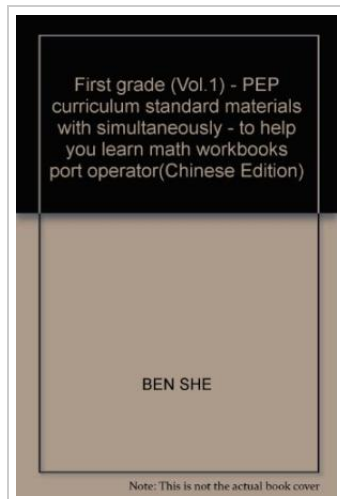 First grade (Vol.1) - PEP
curriculum standard materials
with simultaneously - to help
you learn math workbooks
port operator(Chinese Edition)
BEN SHE
Note: This is not the actual book cover